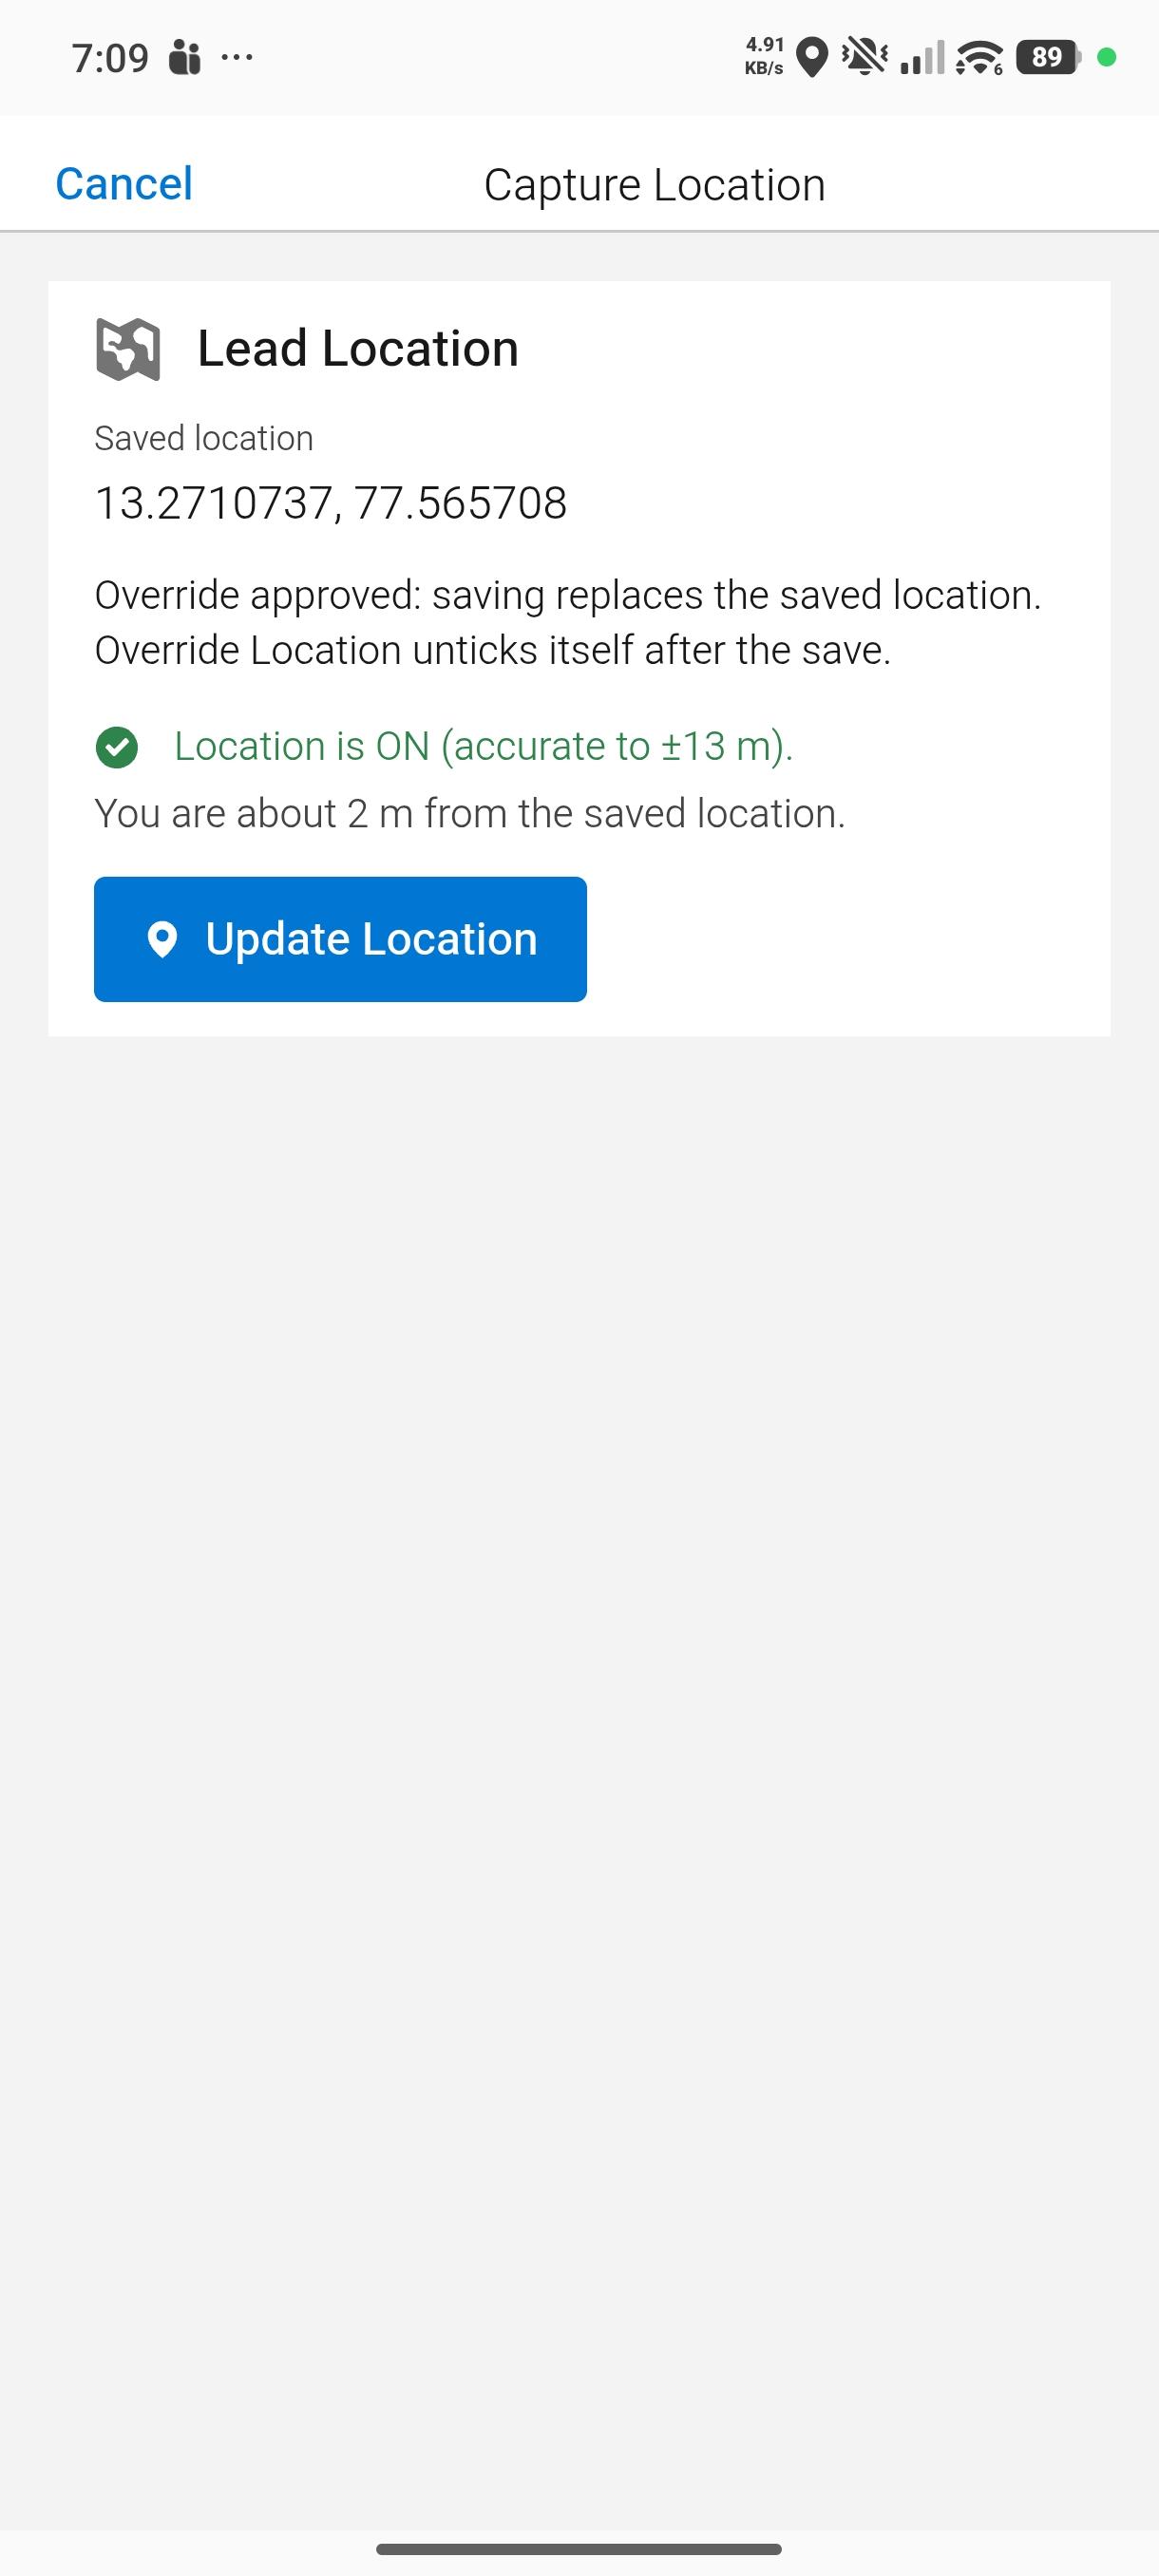 7:09 ...
4.91
KB/s
6
89
Cancel
Capture Location
Lead Location
Saved location
13.2710737, 77.565708
Override approved: saving replaces the saved location.
Override Location unticks itself after the save.
Location is ON (accurate to ±13 m).
You are about 2 m from the saved location.
Update Location